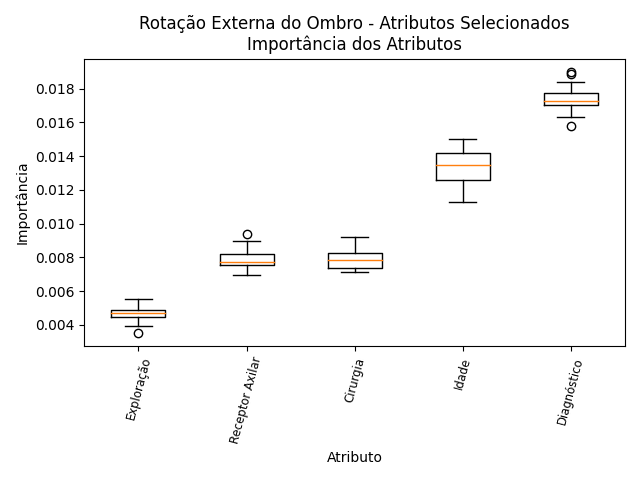 Rotação Externa do Ombro - Atributos Selecionados
Importância dos Atributos
Importância
0.018
0.016
0.014
0.012
0.010
0.008
0.006
0.004
Exploração
Receptor Axilar
Cirurgia
Idade
Diagnóstico
Atributo